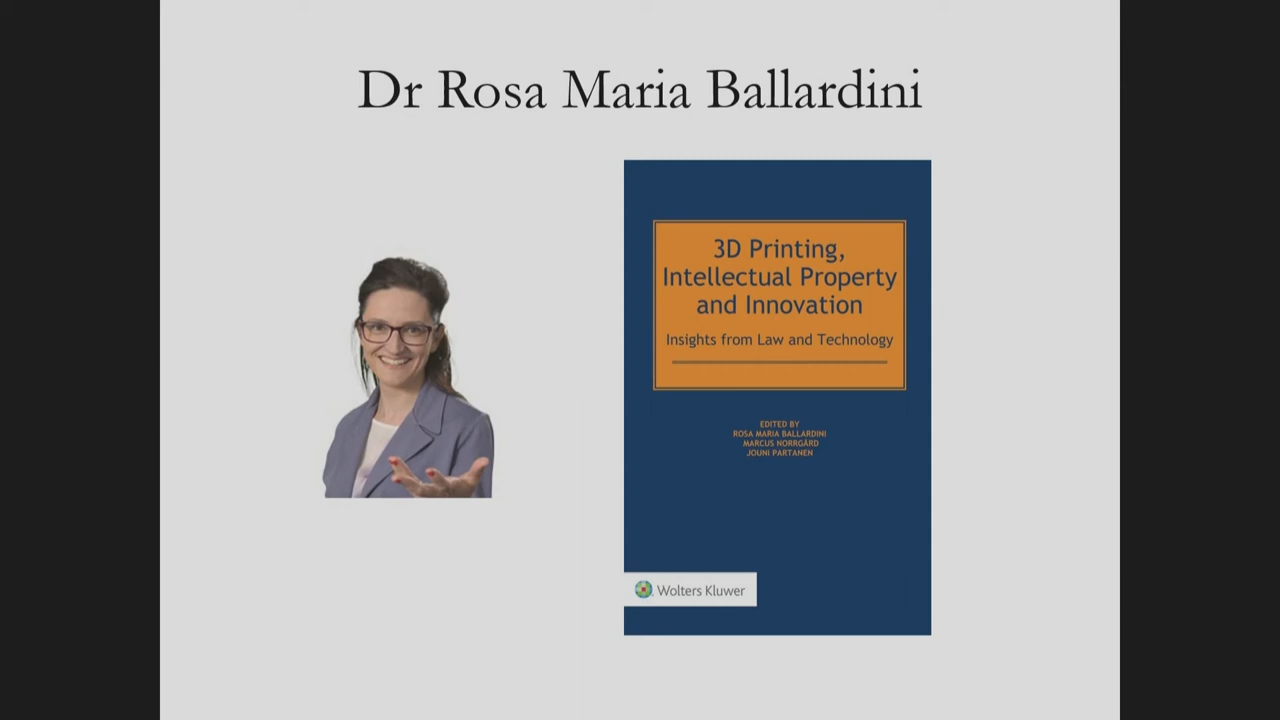 Dr Rosa Maria Ballardini
3D Printing,
Intellectual Property
and Innovation
Insights from Law and Technology
EDITED BY
ROSA MARIA BALLARDINI
MARCUS NORRGÅRD
JOUNI PARTANEN
Wolters Kluwer